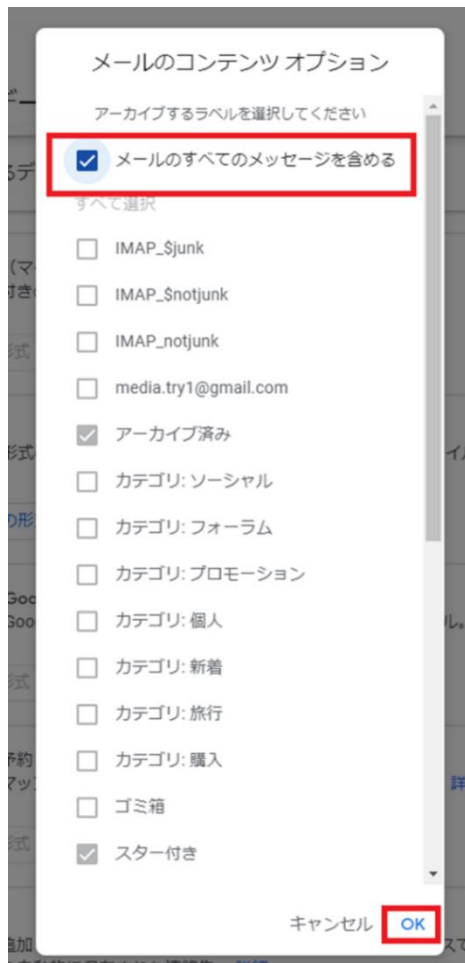 メールのコンテンツ オプション
アーカイブするラベルを選択してください
メールのすべてのメッセージを含める
すべて選択
IMAP_$junk
IMAP_$notjunk
IMAP_notjunk
media.try1@gmail.com
アーカイブ済み
カテゴリ: ソーシャル
カテゴリ: フォーラム
カテゴリ: プロモーション
カテゴリ: 個人
カテゴリ: 新着
カテゴリ: 旅行
カテゴリ: 購入
ゴミ箱
スター付き
キャンセル OK